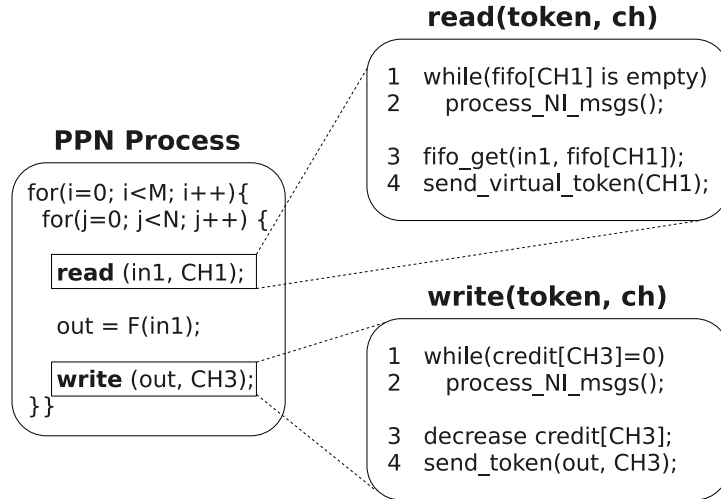 PPN Process
for(i=0; i<M; i++){
for(j=0; j<N; j++) {
read (in1, CH1);
out = F(in1);
write (out, CH3);
}}
read(token, ch)
1 while(fifo[CH1] is empty)
2 process_NI_msgs();
3 fifo_get(in1, fifo[CH1]);
4 send_virtual_token(CH1);
write(token, ch)
1 while(credit[CH3]=0)
2 process_NI_msgs();
3 decrease credit[CH3];
4 send_token(out, CH3);